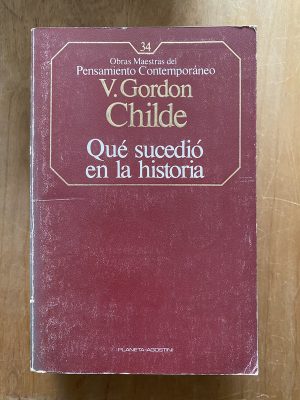 34
Obras Maestras del
Pensamiento Contemporáneo
V. Gordon
Childe
Qué sucedió
en la historia
PLANETA-AGOSTINI